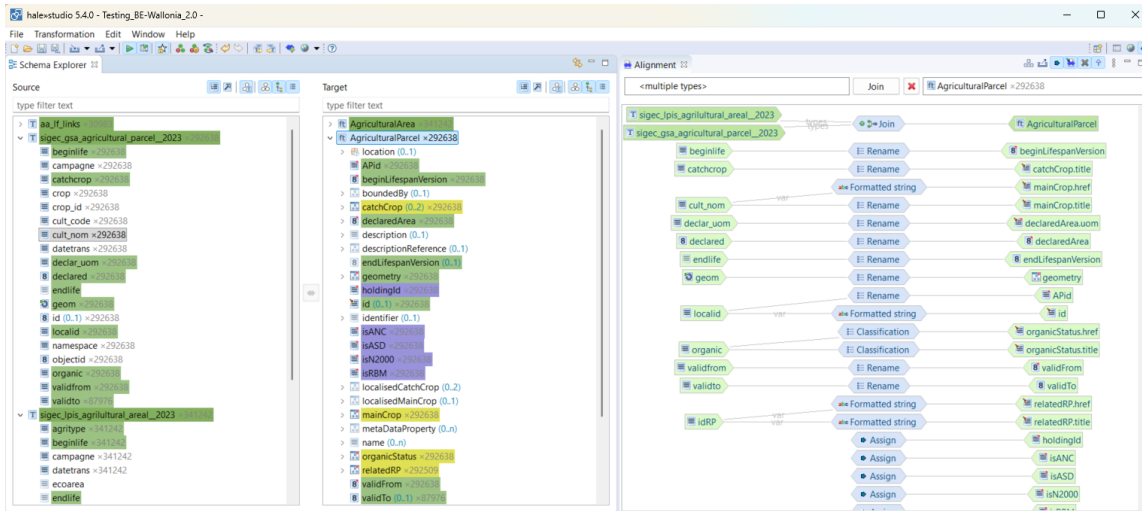 hale»studio 5.4.0 - Testing_BE-Wallonia_2.0 -
File Transformation Edit Window Help
Schema Explorer
Source
type filter text
aa_lf_links ×30983
sigec_gsa_agricultural_parcel__2023 ×292638
beginlife ×292638
campagne ×292638
catchcrop ×292638
crop ×292638
crop_id ×292638
cult_code ×292638
cult_nom ×292638
datetrans ×292638
declar_uom ×292638
declared ×292638
endlife
geom ×292638
id (0..1) ×292638
localid ×292638
namespace ×292638
objectid ×292638
organic ×292638
validfrom ×292638
validto ×87976
sigec_lpis_agrilultural_areal__2023 ×341242
agritype ×341242
beginlife ×341242
campagne ×341242
datetrans ×341242
ecoarea
endlife
Target
type filter text
AgriculturalArea ×341242
AgriculturalParcel ×292638
location (0..1)
APid ×292638
beginLifespanVersion ×292638
boundedBy (0..1)
catchCrop (0..2) ×292638
declaredArea ×292638
description (0..1)
descriptionReference (0..1)
endLifespanVersion (0..1)
geometry ×292638
holdingId ×292638
id (0..1) ×292638
identifier (0..1)
isANC ×292638
isASD ×292638
isN2000 ×292638
isRBM ×292638
localisedCatchCrop (0..2)
localisedMainCrop (0..1)
mainCrop ×292638
metaDataProperty (0..n)
name (0..n)
organicStatus ×292638
relatedRP ×292509
validFrom ×292638
validTo (0..1) ×87976
Alignment
<multiple types> Join AgriculturalParcel ×292638
sigec_lpis_agrilultural_areal__2023 types Join AgriculturalParcel
sigec_gsa_agricultural_parcel__2023 types
beginlife Rename beginLifespanVersion
catchcrop Rename catchCrop.title
var Formatted string mainCrop.href
cult_nom Rename mainCrop.title
declar_uom Rename declaredArea.uom
declared Rename declaredArea
endlife Rename endLifespanVersion
geom Rename geometry
Rename APid
localid var Formatted string id
Classification organicStatus.href
organic Classification organicStatus.title
validfrom Rename validFrom
validto Rename validTo
var Formatted string relatedRP.href
idRP var Formatted string relatedRP.title
Assign holdingId
Assign isANC
Assign isASD
Assign isN2000